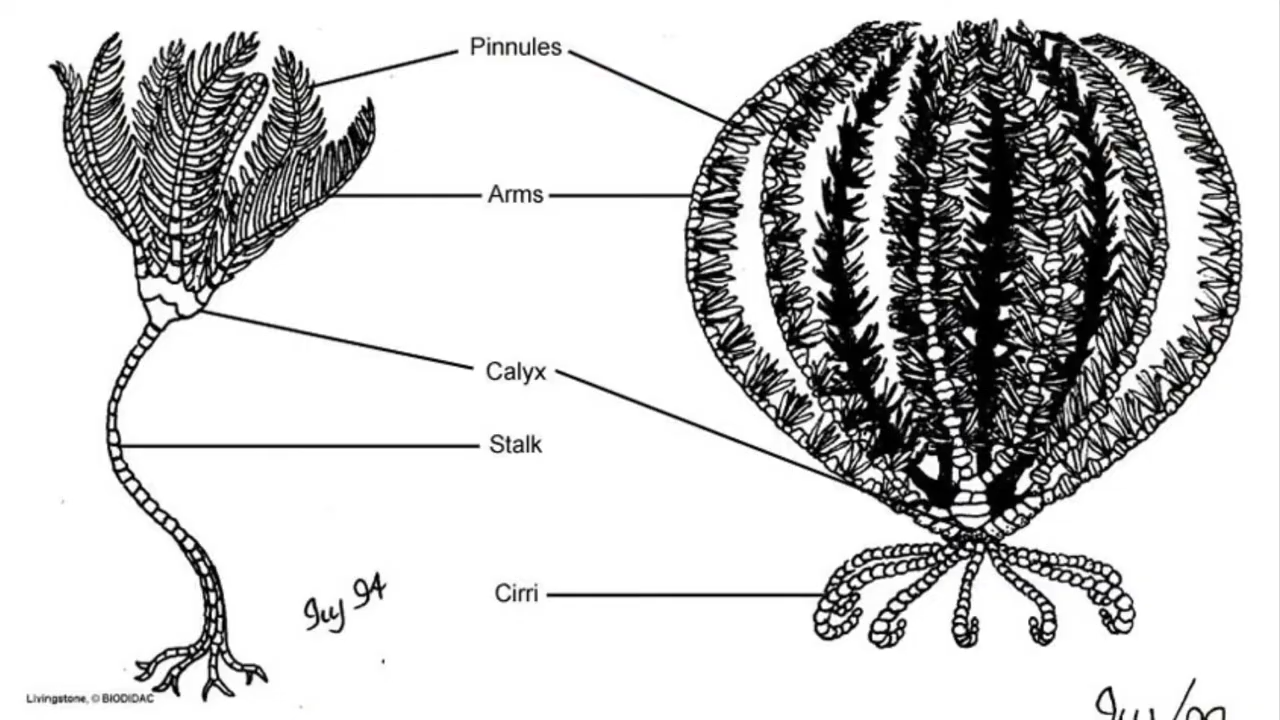 Pinnules
Arms
Calyx
Stalk
Cirri
Livingstone, © BIODIDAC